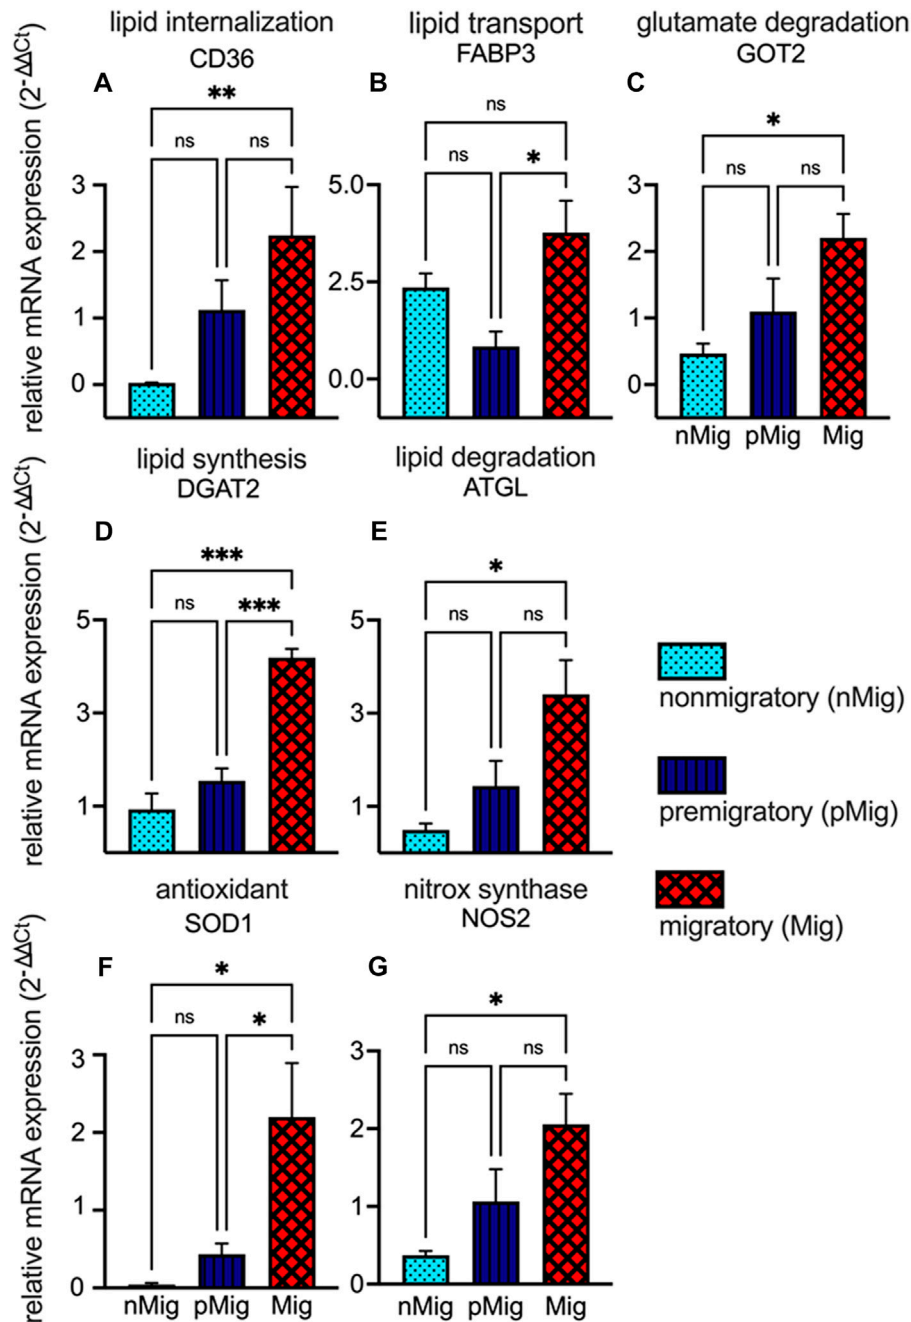 lipid internalization
CD36
lipid transport
FABP3
glutamate degradation
GOT2
relative mRNA expression (2^-ΔΔCt)
A
**
ns
ns
3
2
1
0
B
ns
ns
*
5.0
2.5
0.0
C
*
ns
ns
3
2
1
0
nMig pMig Mig
lipid synthesis
DGAT2
lipid degradation
ATGL
relative mRNA expression (2^-ΔΔCt)
D
***
ns
***
5
3
1
E
*
ns
ns
5
3
1
nonmigratory (nMig)
premigratory (pMig)
migratory (Mig)
antioxidant
SOD1
nitrox synthase
NOS2
relative mRNA expression (2^-ΔΔCt)
F
*
ns
*
3
2
1
0
nMig pMig Mig
G
*
ns
ns
3
2
1
0
nMig pMig Mig